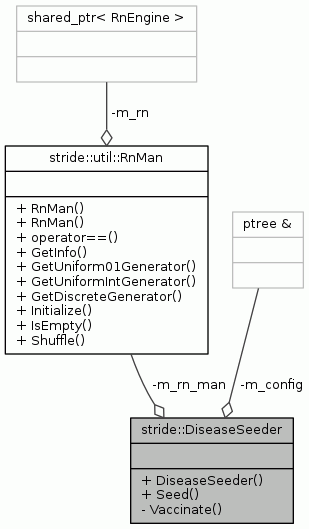 shared_ptr< RnEngine >
-m_rn
stride::util::RnMan
+ RnMan()
+ RnMan()
+ operator==()
+ GetInfo()
+ GetUniform01Generator()
+ GetUniformIntGenerator()
+ GetDiscreteGenerator()
+ Initialize()
+ IsEmpty()
+ Shuffle()
ptree &
-m_rn_man
-m_config
stride::DiseaseSeeder
+ DiseaseSeeder()
+ Seed()
- Vaccinate()